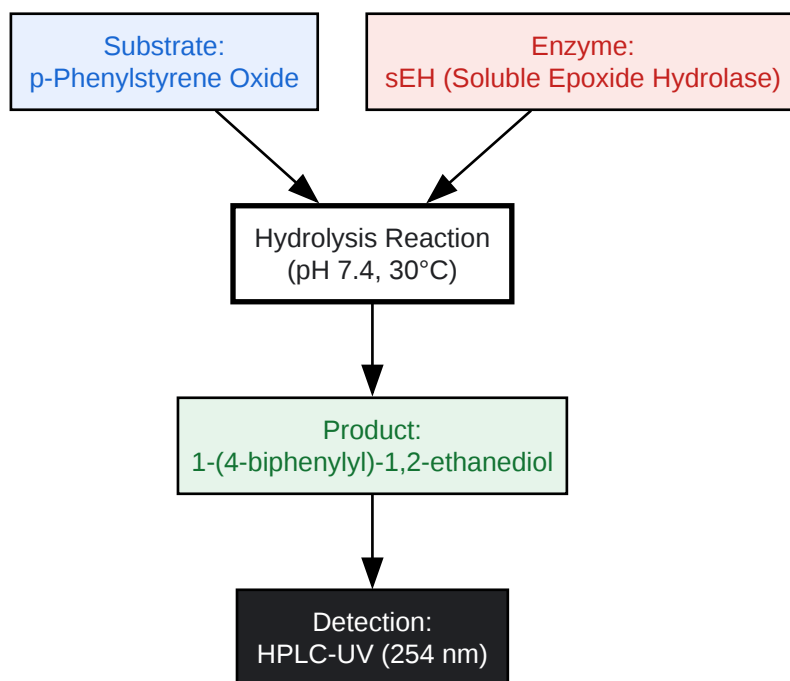 Substrate:
p-Phenylstyrene Oxide
Enzyme:
sEH (Soluble Epoxide Hydrolase)
Hydrolysis Reaction
(pH 7.4, 30°C)
Product:
1-(4-biphenylyl)-1,2-ethanediol
Detection:
HPLC-UV (254 nm)